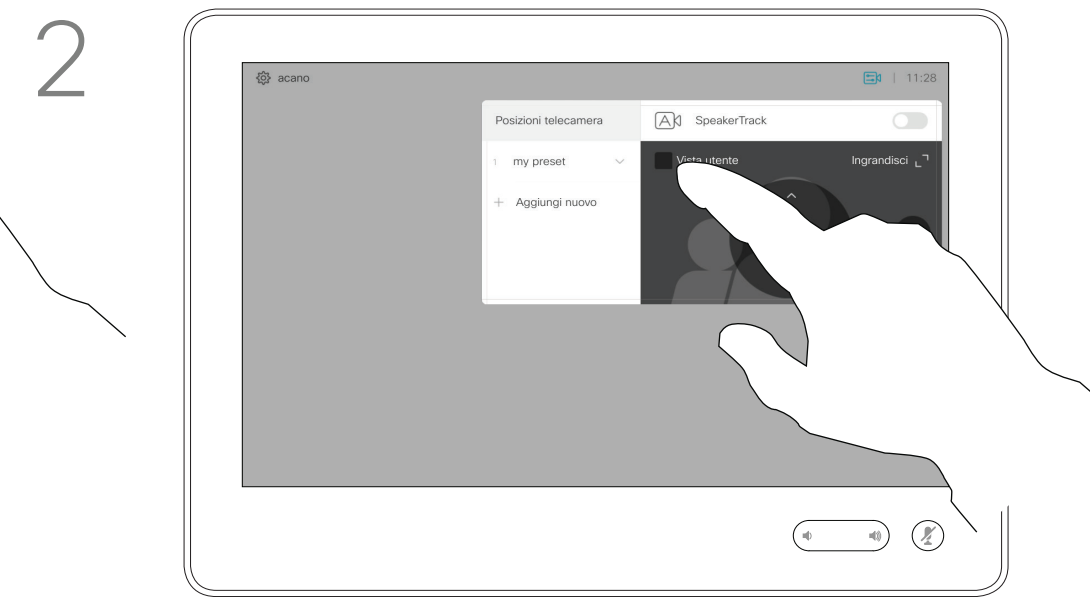 2
acano
11:28
Posizioni telecamera
SpeakerTrack
1 my preset
Vista utente
Ingrandisci
+ Aggiungi nuovo